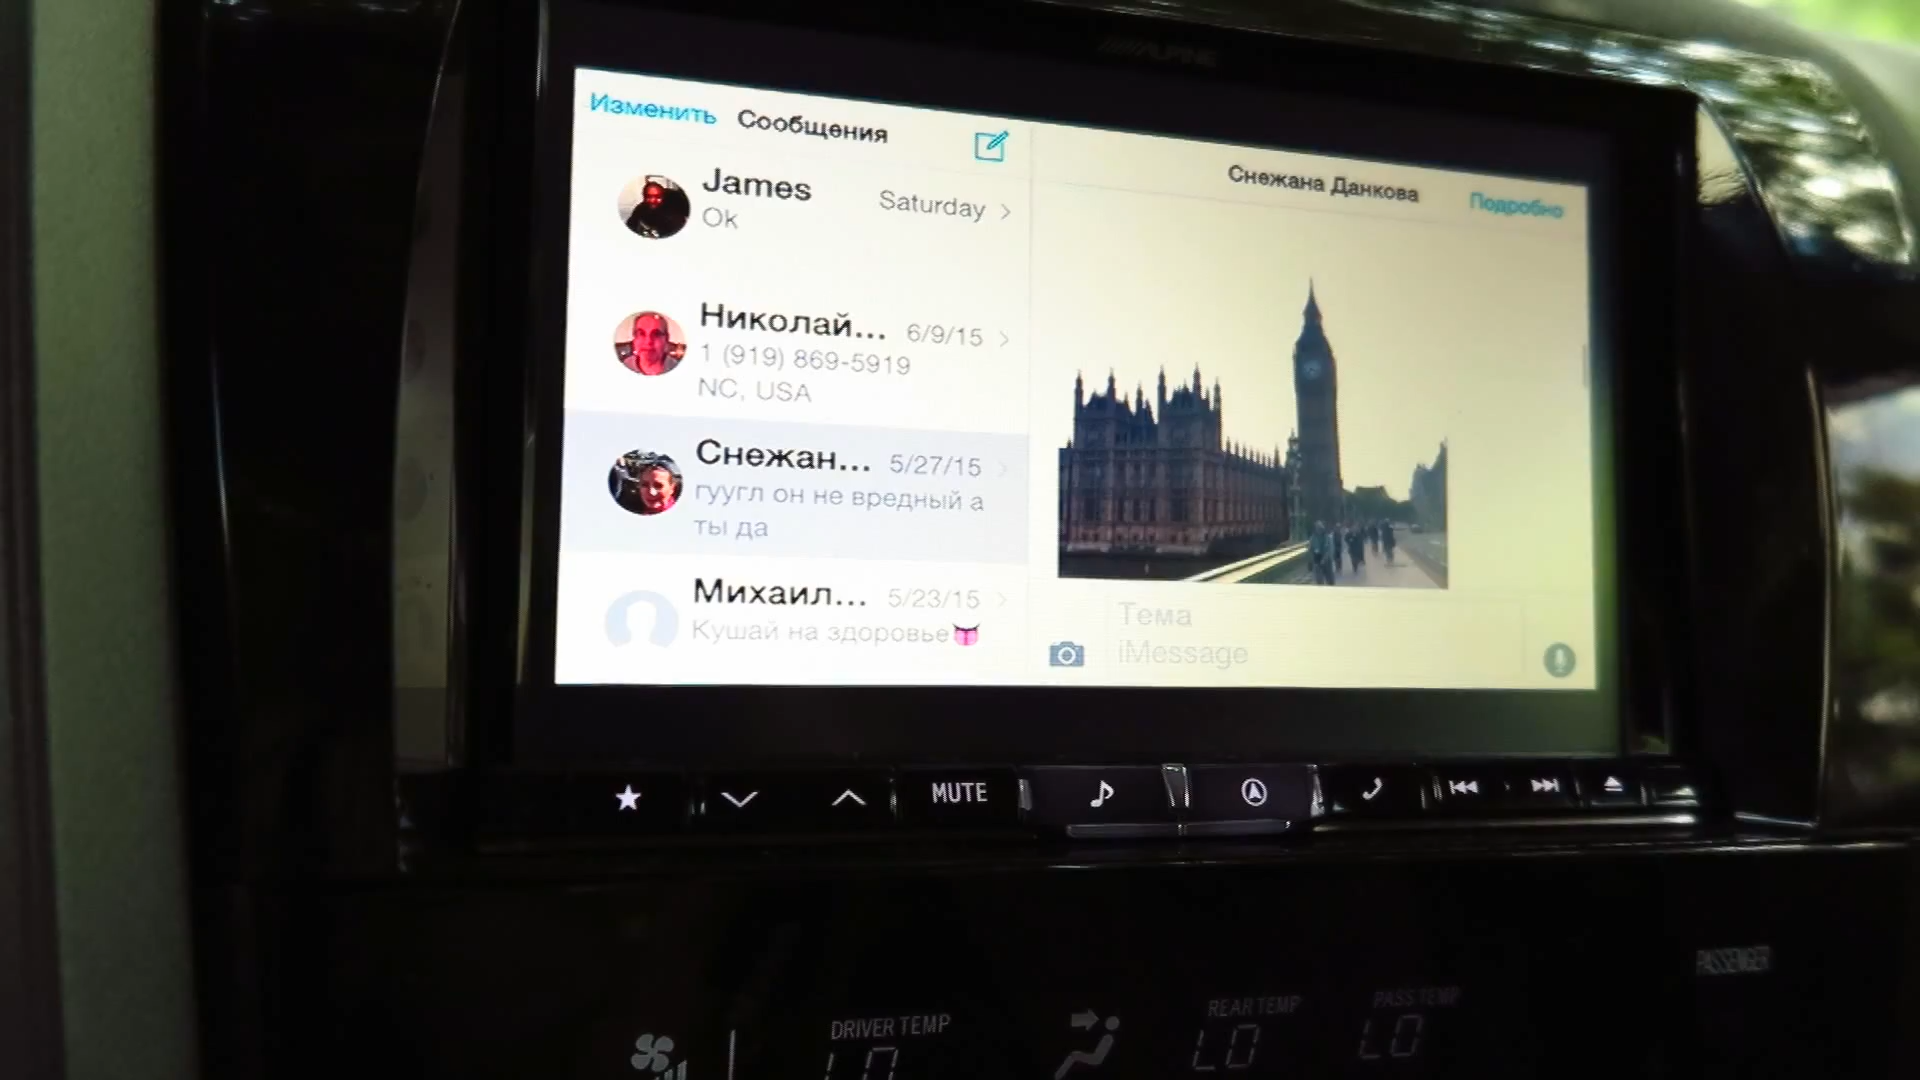 ALPINE
Изменить Сообщения
James Saturday
Ok
Николай... 6/9/15
1 (919) 869-5919
NC, USA
Снежан... 5/27/15
гуугл он не вредный а
ты да
Михаил... 5/23/15
Кушай на здоровье
Снежана Данкова Подробно
Тема
iMessage
MUTE
PASSENGER
DRIVER TEMP REAR TEMP PASS TEMP
LO LO LO